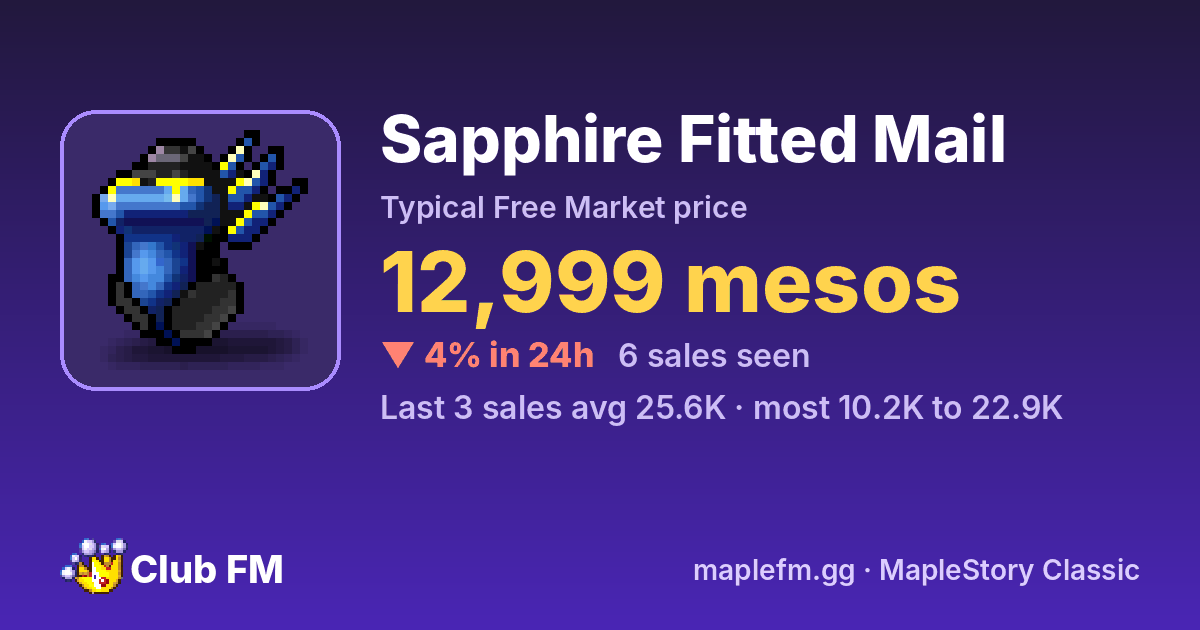 Sapphire Fitted Mail
Typical Free Market price
12,999 mesos
▼ 4% in 24h 6 sales seen
Last 3 sales avg 25.6K · most 10.2K to 22.9K
Club FM
maplefm.gg · MapleStory Classic